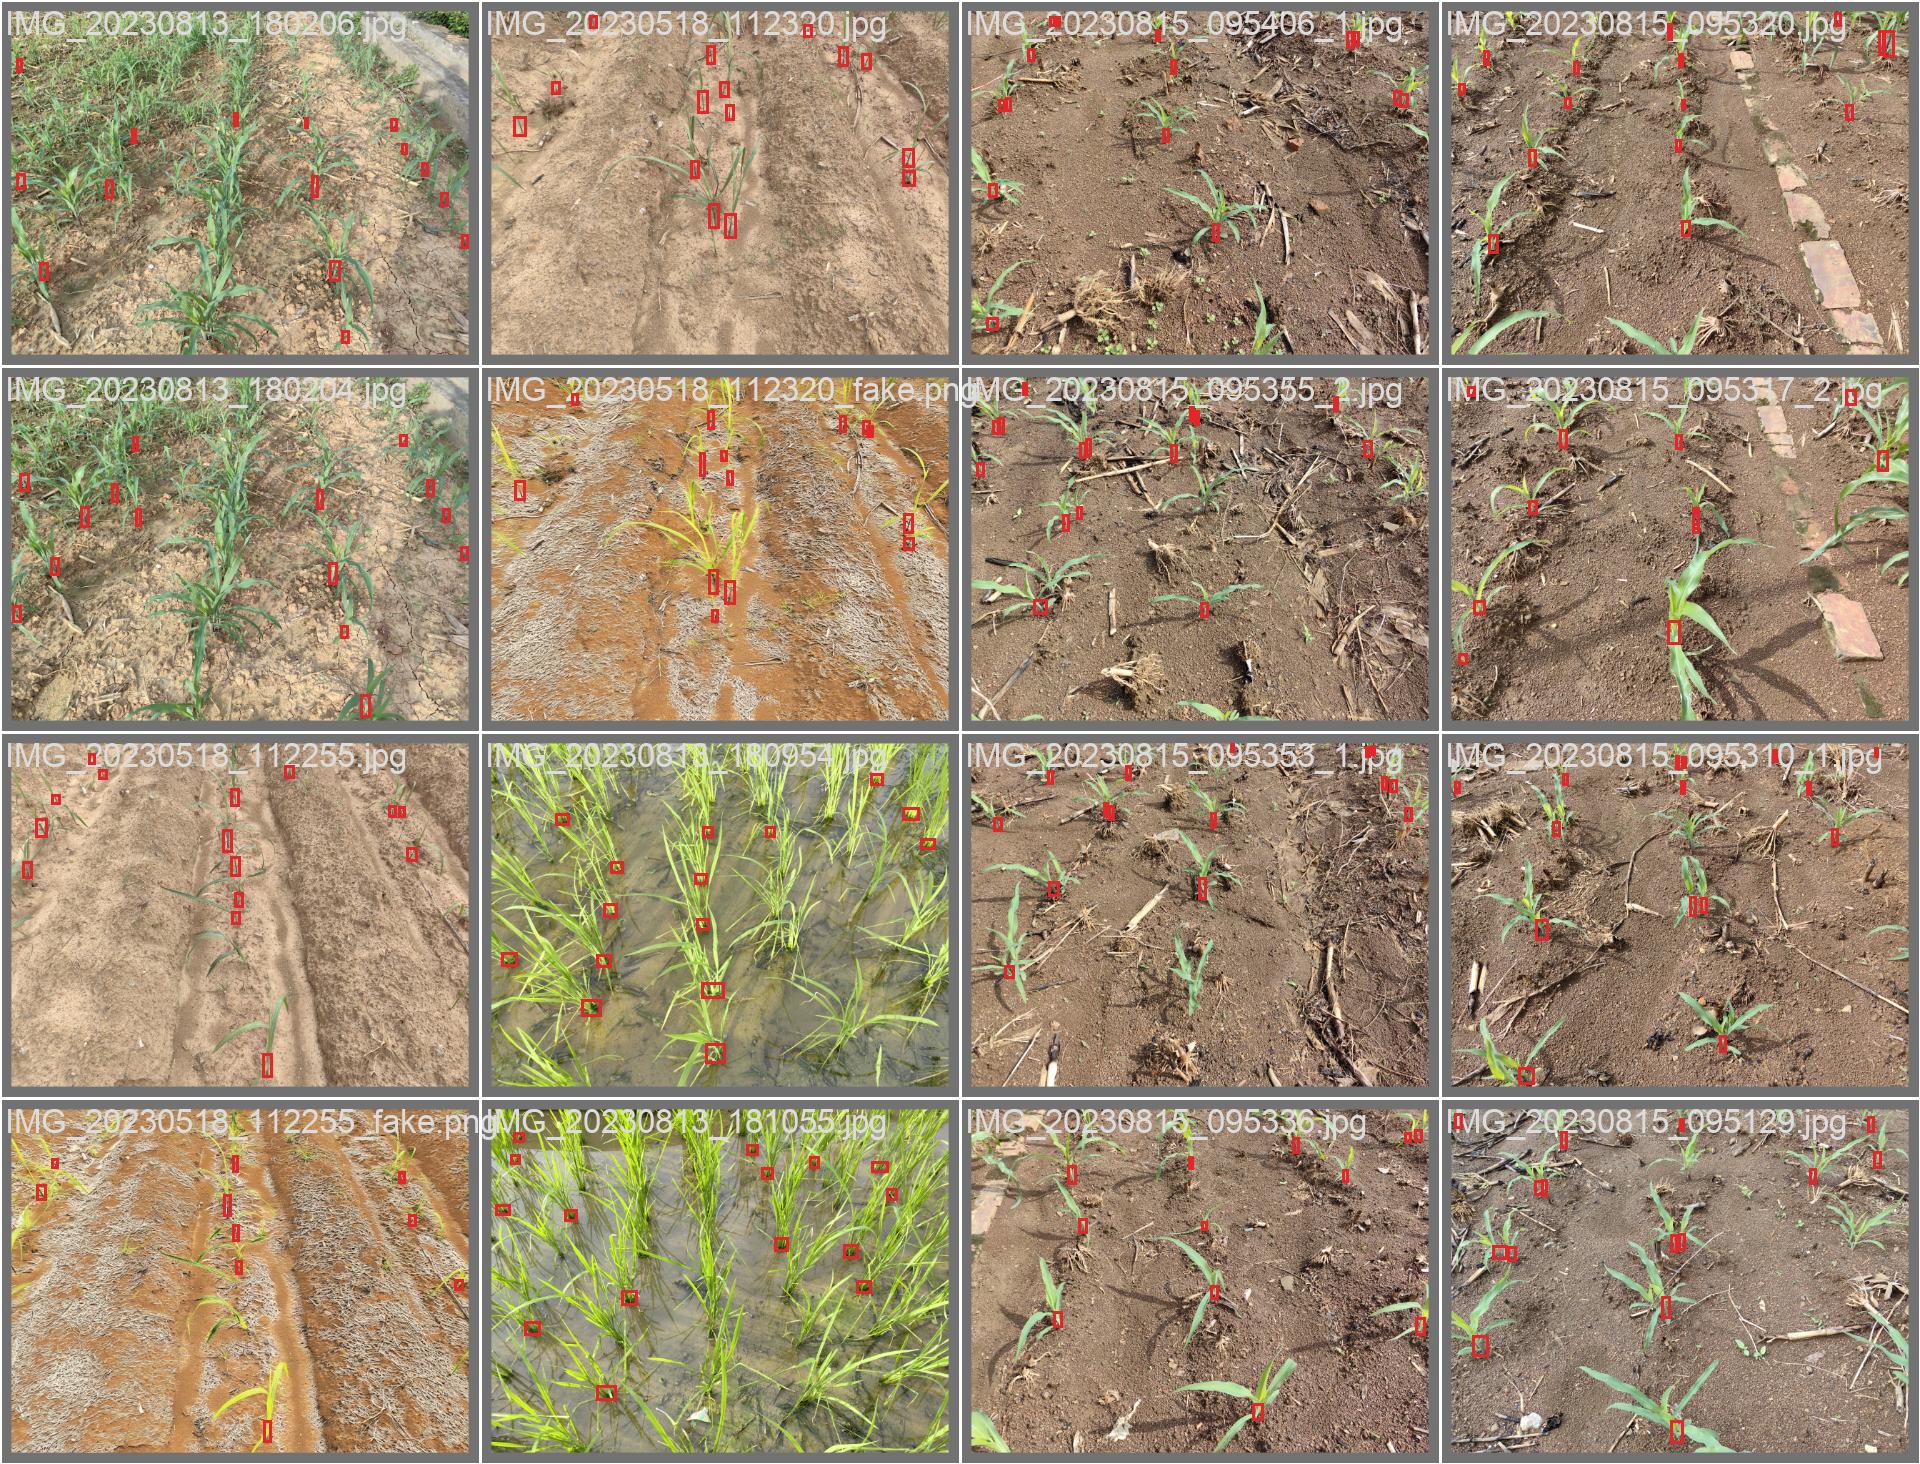 IMG_20230813_180206.jpg
IMG_20230518_112320.jpg
IMG_20230815_095406_1.jpg
IMG_20230815_095320.jpg
IMG_20230813_180204.jpg
IMG_20230518_112320_fake.png
IMG_20230815_095355_2.jpg
IMG_20230815_095317_2.jpg
IMG_20230518_112255.jpg
IMG_20230813_180954.jpg
IMG_20230815_095353_1.jpg
IMG_20230815_095310_1.jpg
IMG_20230518_112255_fake.png
IMG_20230813_181055.jpg
IMG_20230815_095336.jpg
IMG_20230815_095129.jpg